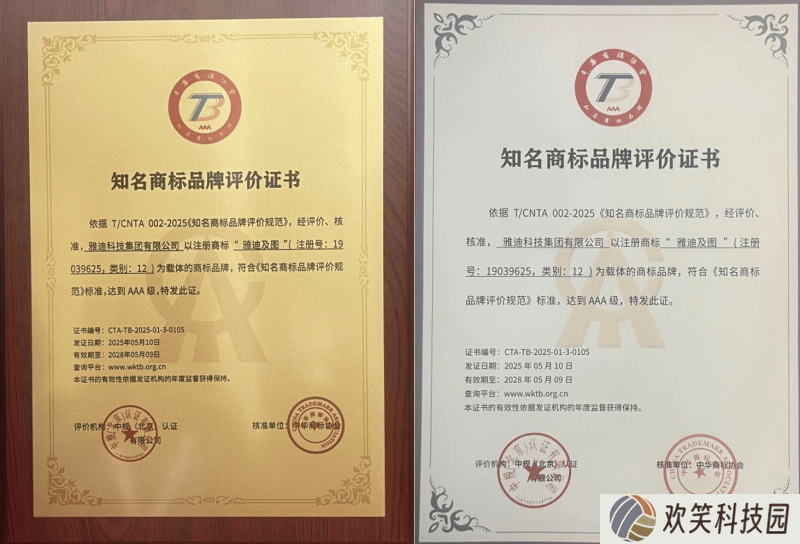 TB
AAA
知名商标品牌评价证书
依据 T/CNTA 002-2025《知名商标品牌评价规范》，经评价、核
准，雅迪科技集团有限公司 以注册商标 “ 雅迪及图 ”( 注册号：19
039625，类别：12 ) 为载体的商标品牌，符合《知名商标品牌评价规
范》标准，达到 AAA 级，特发此证。
证书编号：CTA-TB-2025-01-3-0105
发证日期：2025年05月10日
有效期至：2028年05月09日
查询平台：www.wktb.org.cn
本证书的有效性依据发证机构的年度监督获得保持。
评价机构：中规（北京）认证
有限公司
核准单位：中华商标协会
CHINA TRADEMARK ASSOCIATION
TB
AAA
知名商标品牌评价证书
依据 T/CNTA 002-2025《知名商标品牌评价规范》，经评价、
核准，雅迪科技集团有限公司 以注册商标 “ 雅迪及图 ” ( 注册
号：19039625，类别：12 ) 为载体的商标品牌，符合《知名商标
品牌评价规范》标准，达到 AAA 级，特发此证。
证书编号：CTA-TB-2025-01-3-0105
发证日期：2025 年 05 月 10 日
有效期至：2028 年 05 月 09 日
查询平台：www.wktb.org.cn
本证书的有效性依据发证机构的年度监督获得保持。
评价机构：中规（北京）认证
有限公司
核准单位：中华商标协会
CHINA TRADEMARK ASSOCIATION
欢笑科技园